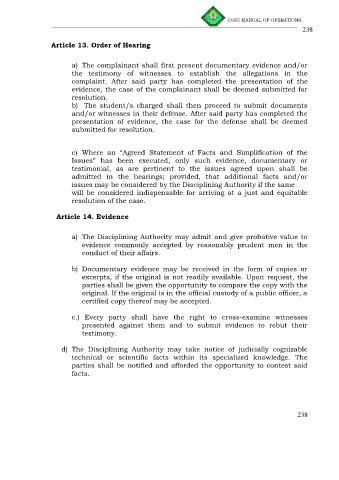 CvSU MANUAL OF OPERATIONS
238
Article 13. Order of Hearing
a) The complainant shall first present documentary evidence and/or
the testimony of witnesses to establish the allegations in the
complaint. After said party has completed the presentation of the
evidence, the case of the complainant shall be deemed submitted for
resolution.
b) The student/s charged shall then proceed to submit documents
and/or witnesses in their defense. After said party has completed the
presentation of evidence, the case for the defense shall be deemed
submitted for resolution.
c) Where an "Agreed Statement of Facts and Simplification of the
Issues" has been executed, only such evidence, documentary or
testimonial, as are pertinent to the issues agreed upon shall be
admitted in the hearings; provided, that additional facts and/or
issues may be considered by the Disciplining Authority if the same
will be considered indispensable for arriving at a just and equitable
resolution of the case.
Article 14. Evidence
a) The Disciplining Authority may admit and give probative value to
evidence commonly accepted by reasonably prudent men in the
conduct of their affairs.
b) Documentary evidence may be received in the form of copies or
excerpts, if the original is not readily available. Upon request, the
parties shall be given the opportunity to compare the copy with the
original. If the original is in the official custody of a public officer, a
certified copy thereof may be accepted.
c.) Every party shall have the right to cross-examine witnesses
presented against them and to submit evidence to rebut their
testimony.
d) The Disciplining Authority may take notice of judicially cognizable
technical or scientific facts within its specialized knowledge. The
parties shall be notified and afforded the opportunity to contest said
facts.
238